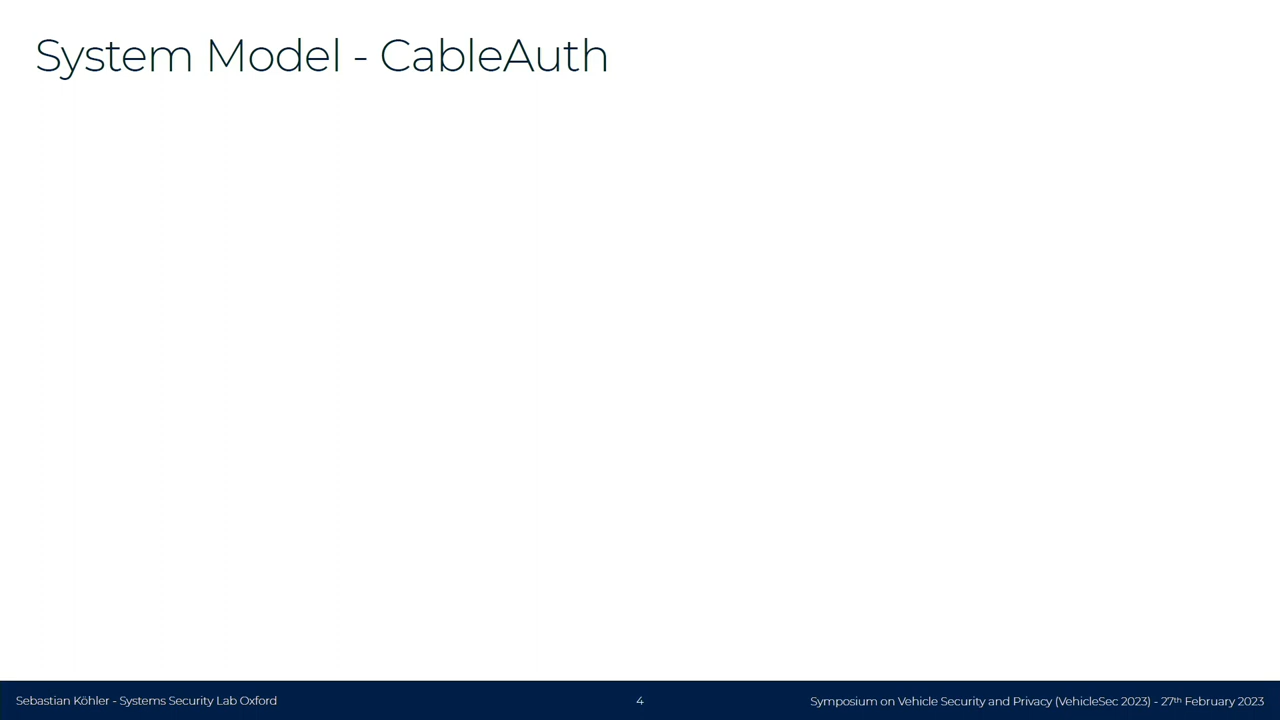 System Model - CableAuth
Sebastian Köhler - Systems Security Lab Oxford
4
Symposium on Vehicle Security and Privacy (VehicleSec 2023) - 27th February 2023